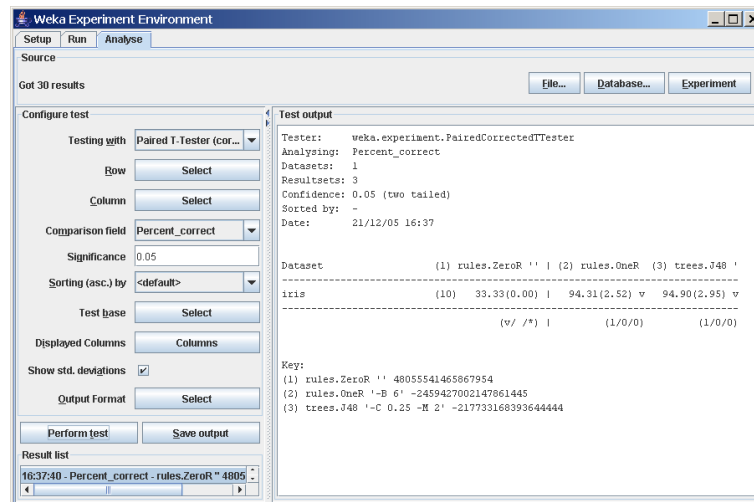 Weka Experiment Environment
Setup Run Analyse
Source
Got 30 results
File... Database... Experiment
Configure test
Testing with Paired T-Tester (cor...
Row Select
Column Select
Comparison field Percent_correct
Significance 0.05
Sorting (asc.) by <default>
Test base Select
Displayed Columns Columns
Show std. deviations
Output Format Select
Perform test Save output
Result list
16:37:40 - Percent_correct - rules.ZeroR '' 4805
Test output
Tester: weka.experiment.PairedCorrectedTTester
Analysing: Percent_correct
Datasets: 1
Resultsets: 3
Confidence: 0.05 (two tailed)
Sorted by: -
Date: 21/12/05 16:37
Dataset (1) rules.ZeroR '' | (2) rules.OneR (3) trees.J48 '
iris (10) 33.33(0.00) | 94.31(2.52) v 94.90(2.95) v
(v/ /*) | (1/0/0) (1/0/0)
Key:
(1) rules.ZeroR '' 48055541465867954
(2) rules.OneR '-B 6' -2459427002147861445
(3) trees.J48 '-C 0.25 -M 2' -217733168393644444